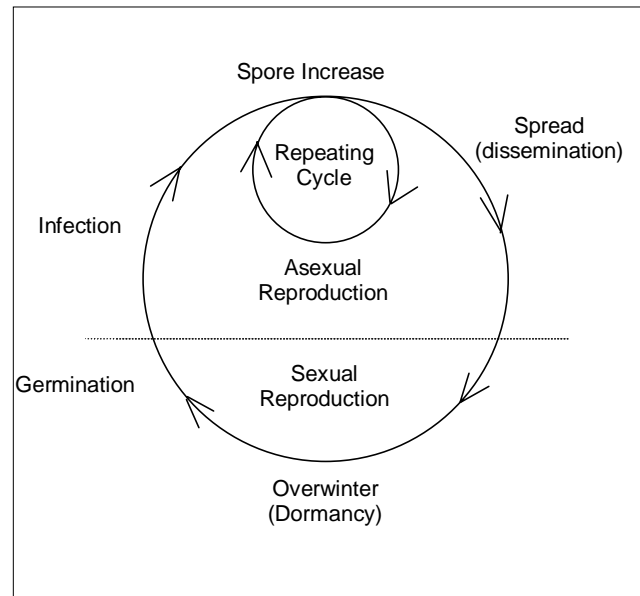 Spore Increase
Spread
(dissemination)
Repeating
Cycle
Infection
Asexual
Reproduction
Germination
Sexual
Reproduction
Overwinter
(Dormancy)